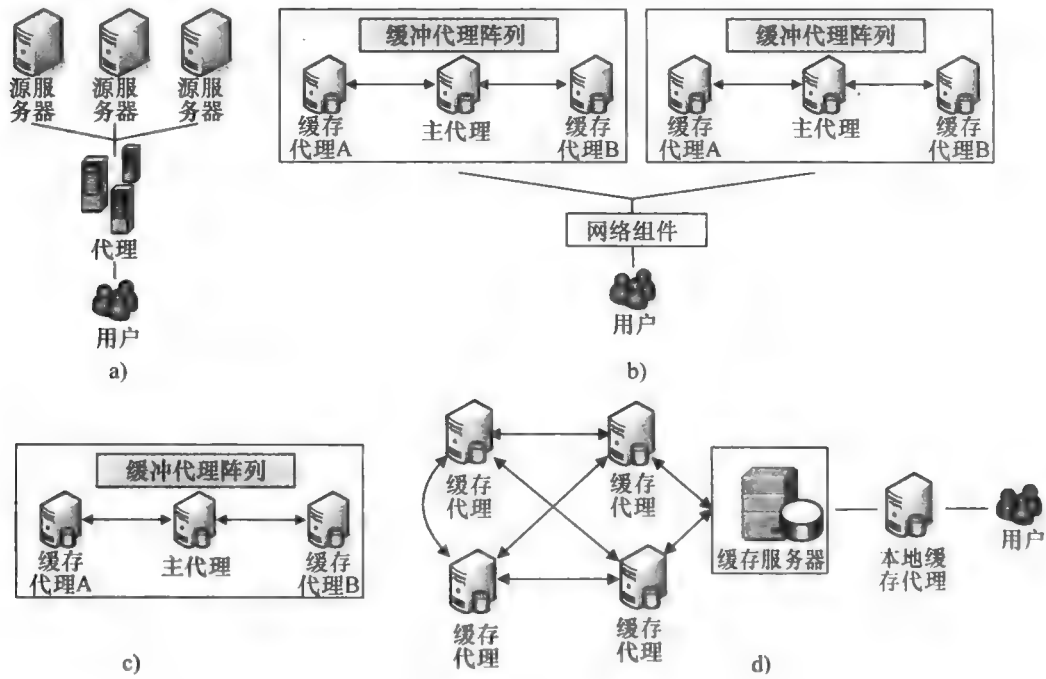 源服
务器
源服
务器
源服
务器
代理
用户
a)
缓冲代理阵列
缓存
代理A
主代理
缓存
代理B
缓冲代理阵列
缓存
代理A
主代理
缓存
代理B
网络组件
用户
b)
缓冲代理阵列
缓存
代理A
主代理
缓存
代理B
c)
缓存
代理
缓存
代理
缓存
代理
缓存
代理
缓存服务器
本地缓
存代理
用户
d)